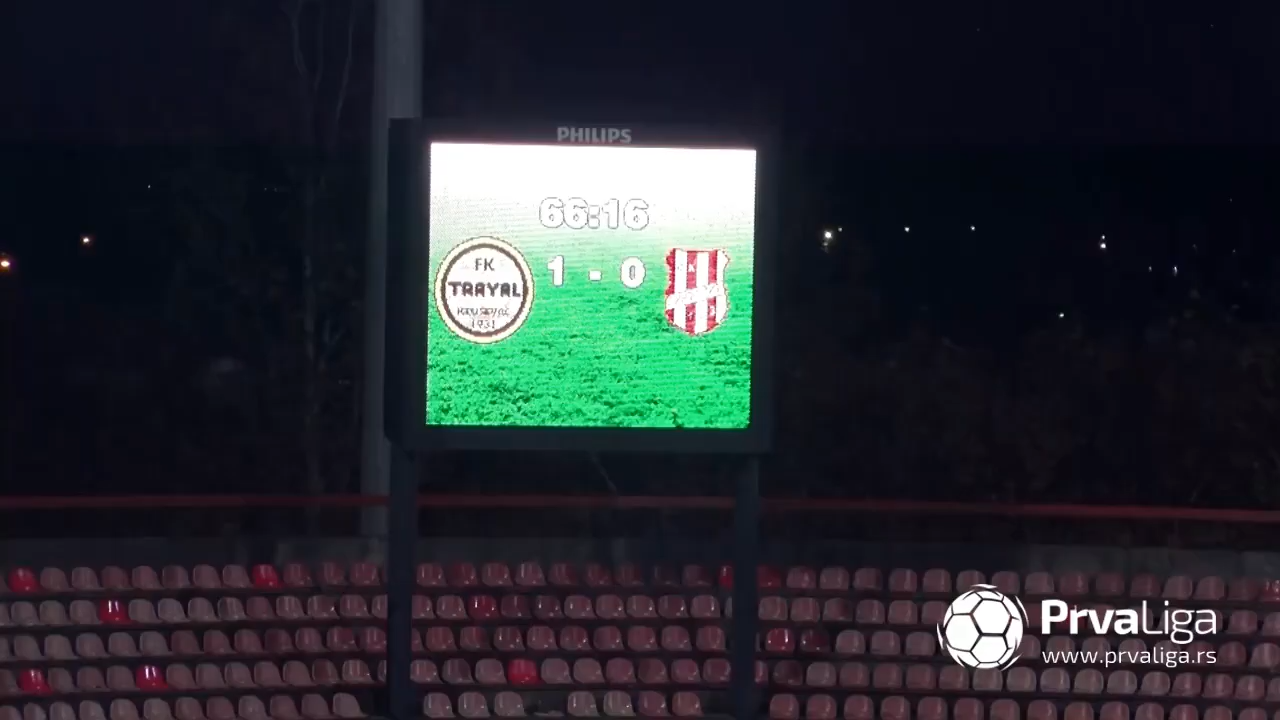 PHILIPS
66:16
1 - 0
FK
TRAYAL
1931
PrvaLiga
www.prvaliga.rs